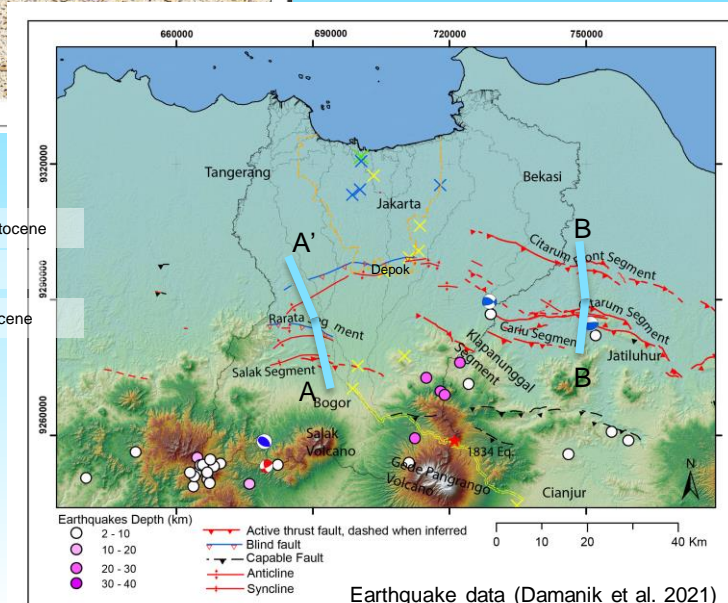 660000
690000
720000
750000
9320000
9260000
9320000
9260000
tocene
cene
Tangerang
Bekasi
Jakarta
A'
B
Depok
Citarum Front Segment
Rarata Segment
Citarum Segment
Cariu Segment
Klapanunggal
Segment
Jatiluhur
Salak Segment
A
B
Bogor
Salak
Volcano
1834 Eq.
Gede Pangrango
Volcano
Cianjur
N
Earthquakes Depth (km)
2 - 10
10 - 20
20 - 30
30 - 40
Active thrust fault, dashed when inferred
Blind fault
Capable Fault
Anticline
Syncline
0 10 20 40 Km
Earthquake data (Damanik et al. 2021)